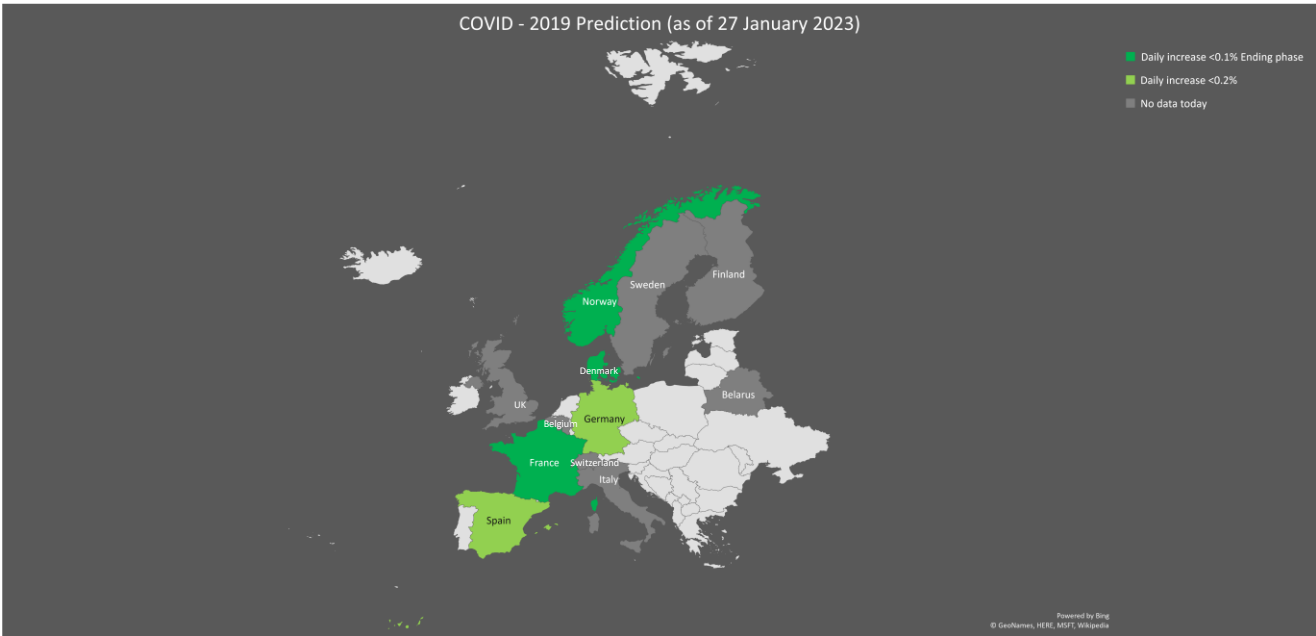 COVID - 2019 Prediction (as of 27 January 2023)
Daily increase <0.1% Ending phase
Daily increase <0.2%
No data today
Finland
Sweden
Norway
Denmark
Belarus
UK
Germany
Belgium
France
Switzerland
Italy
Spain
Powered by Bing
© GeoNames, HERE, MSFT, Wikipedia